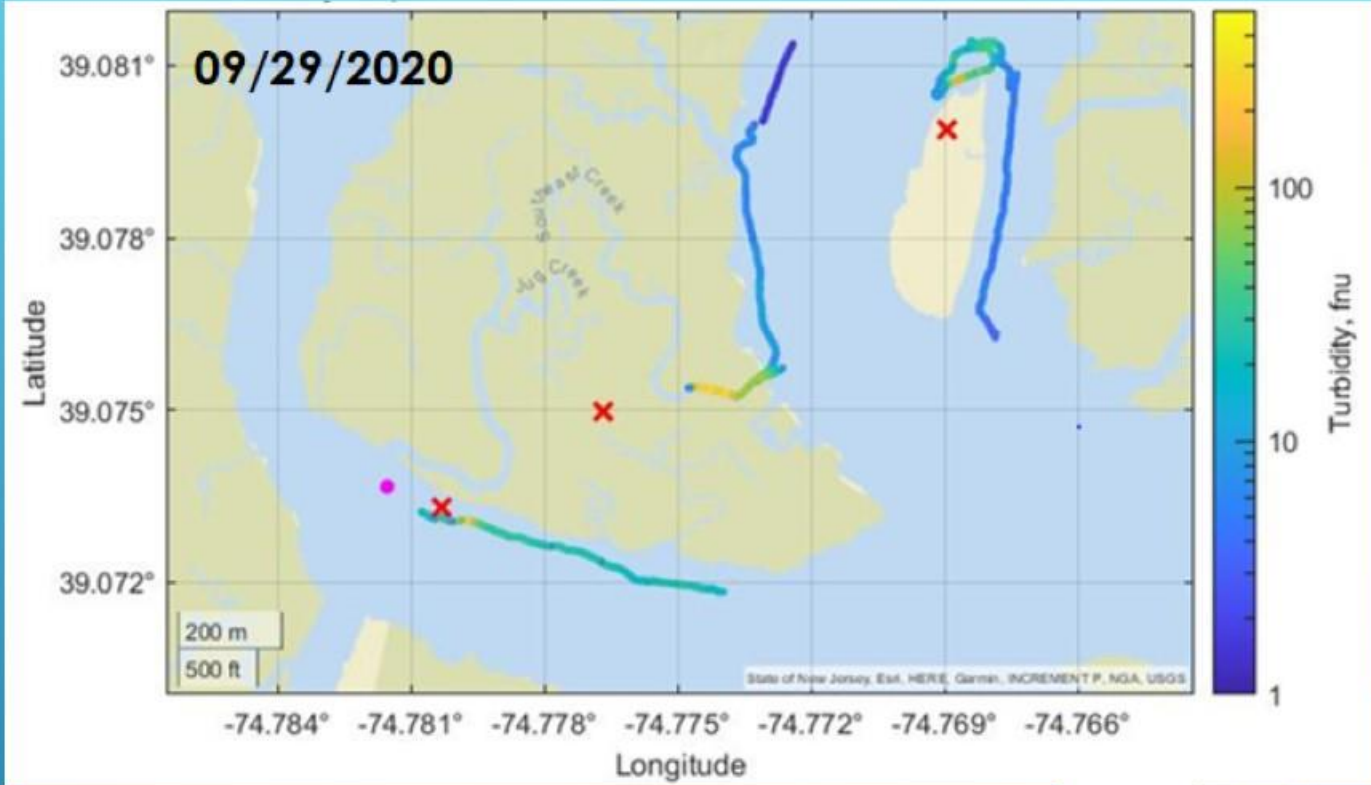 09/29/2020
39.081°
39.078°
39.075°
39.072°
Latitude
Southeast Creek
Jug Creek
200 m
500 ft
State of New Jersey, Esri, HERE, Garmin, INCREMENT P, NGA, USGS
-74.784°
-74.781°
-74.778°
-74.775°
-74.772°
-74.769°
-74.766°
Longitude
100
10
1
Turbidity, fnu